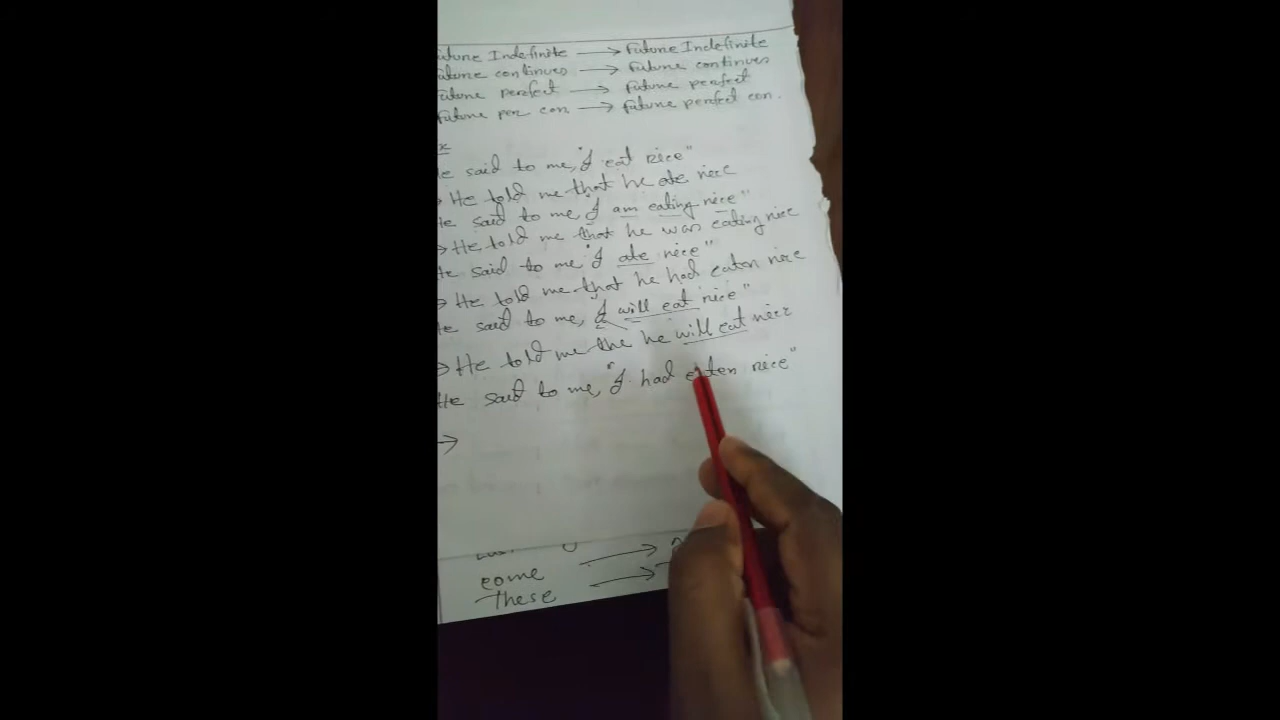 uture Indefinite → Future Indefinite
uture continues → Future continues
uture perfect → Future perfect
Future per con → Future perfect con.
Ex
He said to me, "I eat rice"
→ He told me that he ate rice
He said to me, "I am eating rice"
→ He told me that he was eating rice
He said to me "I ate rice"
→ He told me that he had eaten rice
He said to me, "I will eat rice"
→ He told me the he will eat rice
He said to me, "I had eaten rice"
→
come →
These →